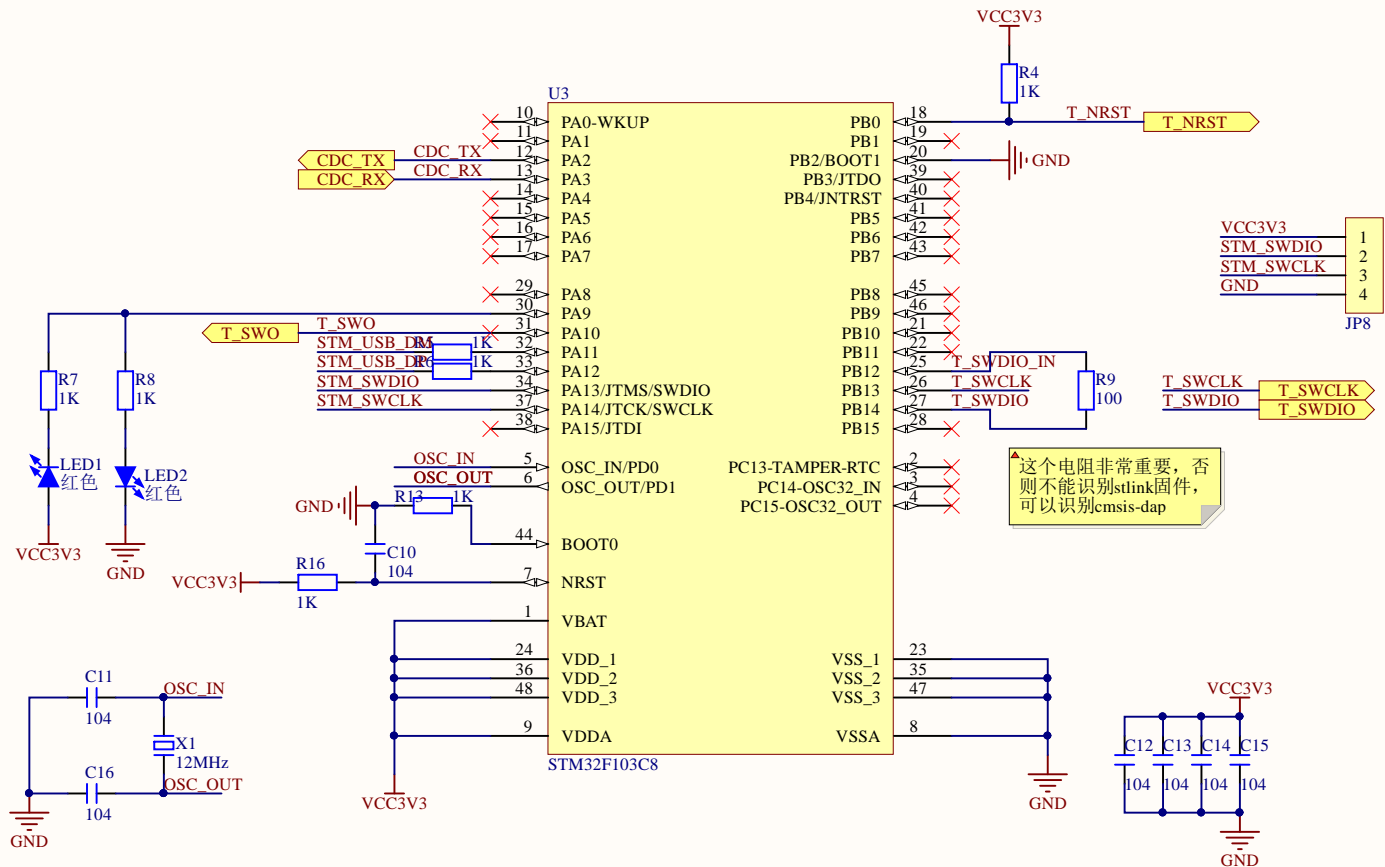 VCC3V3
R4
1K
U3
10 PA0-WKUP
11 PA1
CDC_TX CDC_TX 12 PA2
CDC_RX CDC_RX 13 PA3
14 PA4
15 PA5
16 PA6
17 PA7
29 PA8
30 PA9
T_SWO T_SWO 31 PA10
STM_USB_DM R5 1K 32 PA11
STM_USB_DP R6 1K 33 PA12
STM_SWDIO 34 PA13/JTMS/SWDIO
STM_SWCLK 37 PA14/JTCK/SWCLK
38 PA15/JTDI
OSC_IN 5 OSC_IN/PD0
OSC_OUT 6 OSC_OUT/PD1
GND R13 1K
44 BOOT0
C10
104
VCC3V3 R16
1K
7 NRST
1 VBAT
24 VDD_1
36 VDD_2
48 VDD_3
9 VDDA
STM32F103C8
VCC3V3
PB0 18 T_NRST T_NRST
PB1 19
PB2/BOOT1 20 GND
PB3/JTDO 39
PB4/JNTRST 40
PB5 41
PB6 42
PB7 43
PB8 45
PB9 46
PB10 21
PB11 22
PB12 25 T_SWDIO_IN
PB13 26 T_SWCLK
PB14 27 T_SWDIO
PB15 28
R9
100
PC13-TAMPER-RTC 2
PC14-OSC32_IN 3
PC15-OSC32_OUT 4
VSS_1 23
VSS_2 35
VSS_3 47
VSSA 8
GND
VCC3V3 1
STM_SWDIO 2
STM_SWCLK 3
GND 4
JP8
T_SWCLK T_SWCLK
T_SWDIO T_SWDIO
这个电阻非常重要，否
则不能识别stlink固件，
可以识别cmsis-dap
R7
1K
R8
1K
LED1
红色
LED2
红色
VCC3V3
GND
C11
104
OSC_IN
X1
12MHz
C16
104
OSC_OUT
GND
VCC3V3
C12 C13 C14 C15
104 104 104 104
GND